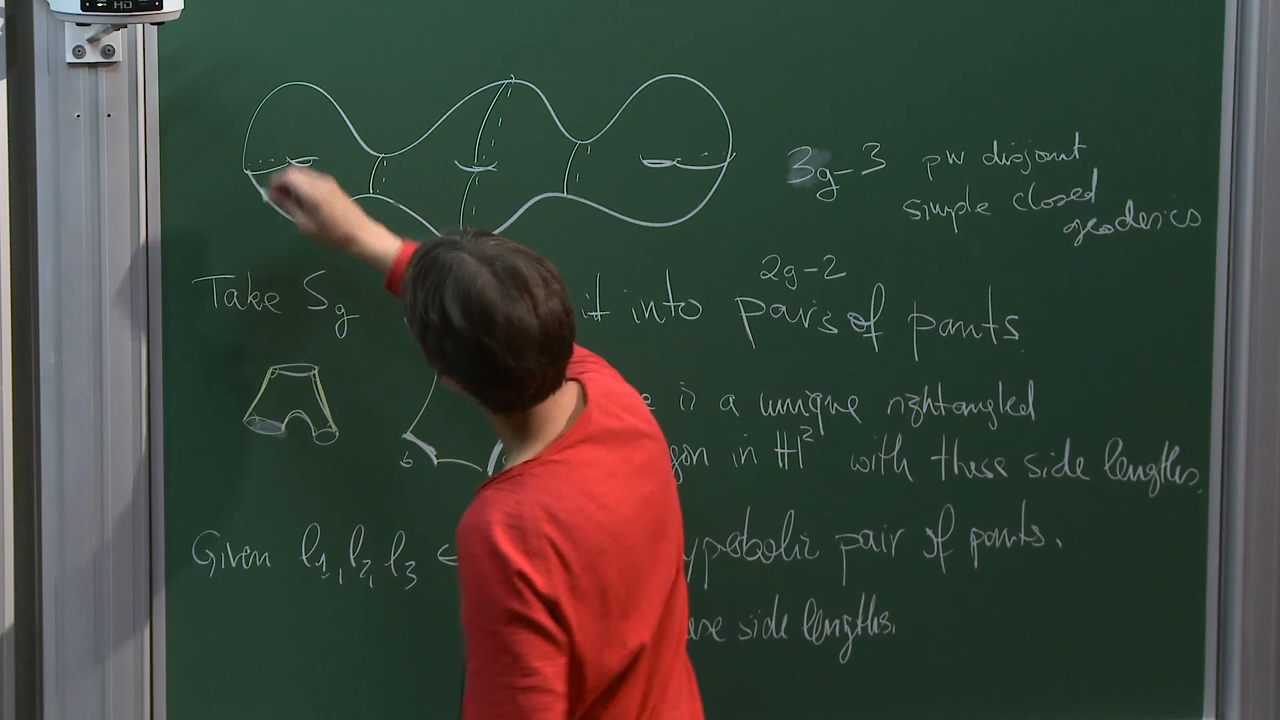 HD
3g-3 pw disjoint
simple closed
geodesics
2g-2
Take Sg it into pairs of pants.
is a unique rightangled
in H² with these side lengths.
b
Given l1, l2, l3 ∈ pair of pants.
side lengths.